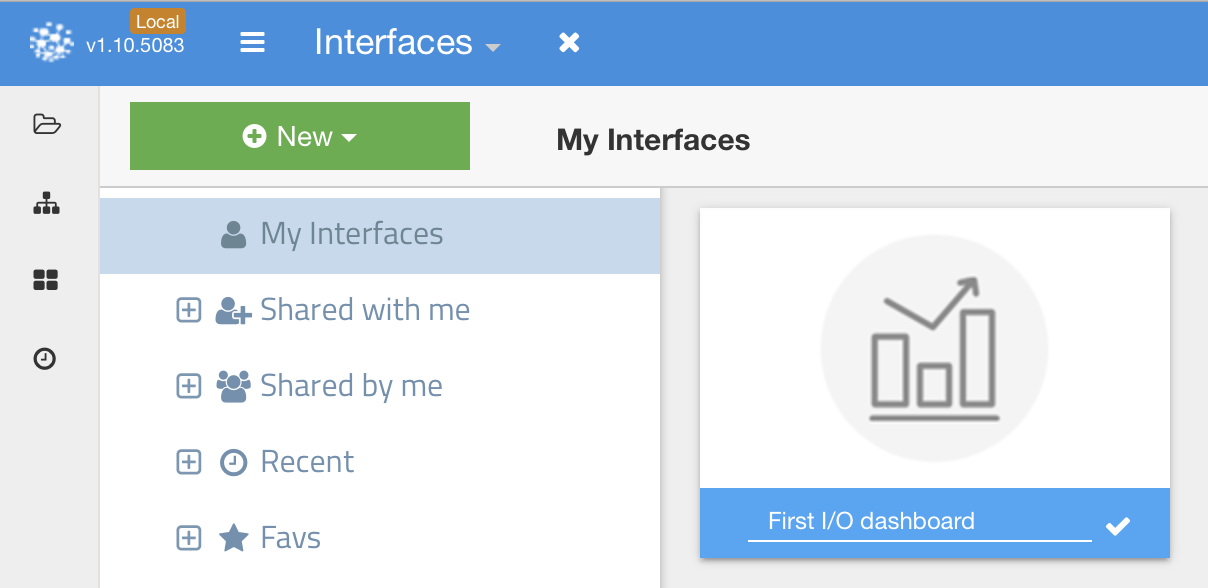 Local
v1.10.5083
Interfaces
New
My Interfaces
My Interfaces
Shared with me
Shared by me
Recent
Favs
First I/O dashboard